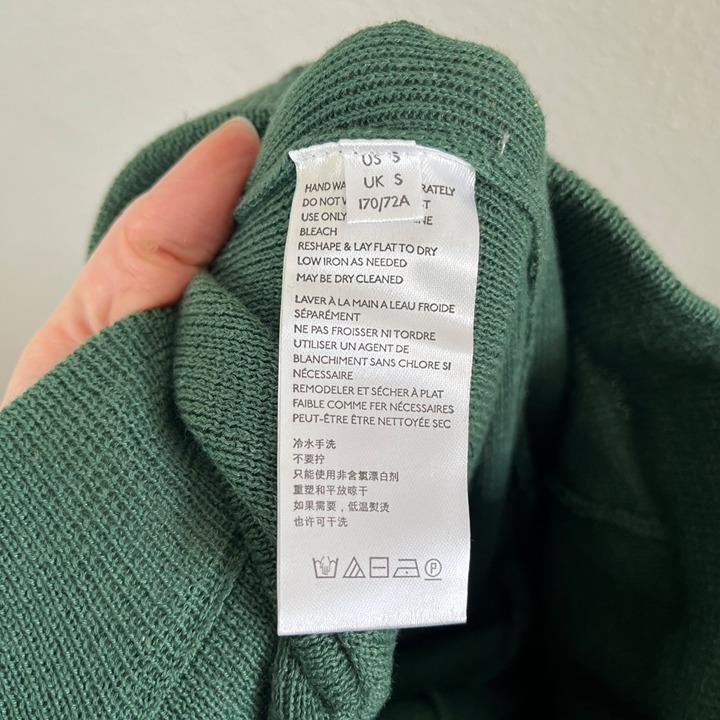 US S
UK S
170/72A
HAND WA RATELY
DO NOT W ST
USE ONLY INE
BLEACH
RESHAPE & LAY FLAT TO DRY
LOW IRON AS NEEDED
MAY BE DRY CLEANED
LAVER À LA MAIN A LEAU FROIDE
SÉPARÉMENT
NE PAS FROISSER NI TORDRE
UTILISER UN AGENT DE
BLANCHIMENT SANS CHLORE SI
NÉCESSAIRE
REMODELER ET SÉCHER À PLAT
FAIBLE COMME FER NÉCESSAIRES
PEUT-ÊTRE ÊTRE NETTOYÉE SEC
冷水手洗
不要拧
只能使用非含氯漂白剂
重塑和平放晾干
如果需要，低温熨烫
也许可干洗
P